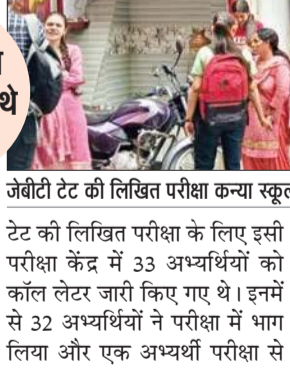 थे
जेबीटी टेट की लिखित परीक्षा कन्या
टेट की लिखित परीक्षा के लिए इसी
परीक्षा केंद्र में 33 अभ्यर्थियों को
कॉल लेटर जारी किए गए थे। इनमें
से 32 अभ्यर्थियों ने परीक्षा में भाग
लिया और एक अभ्यर्थी परीक्षा से